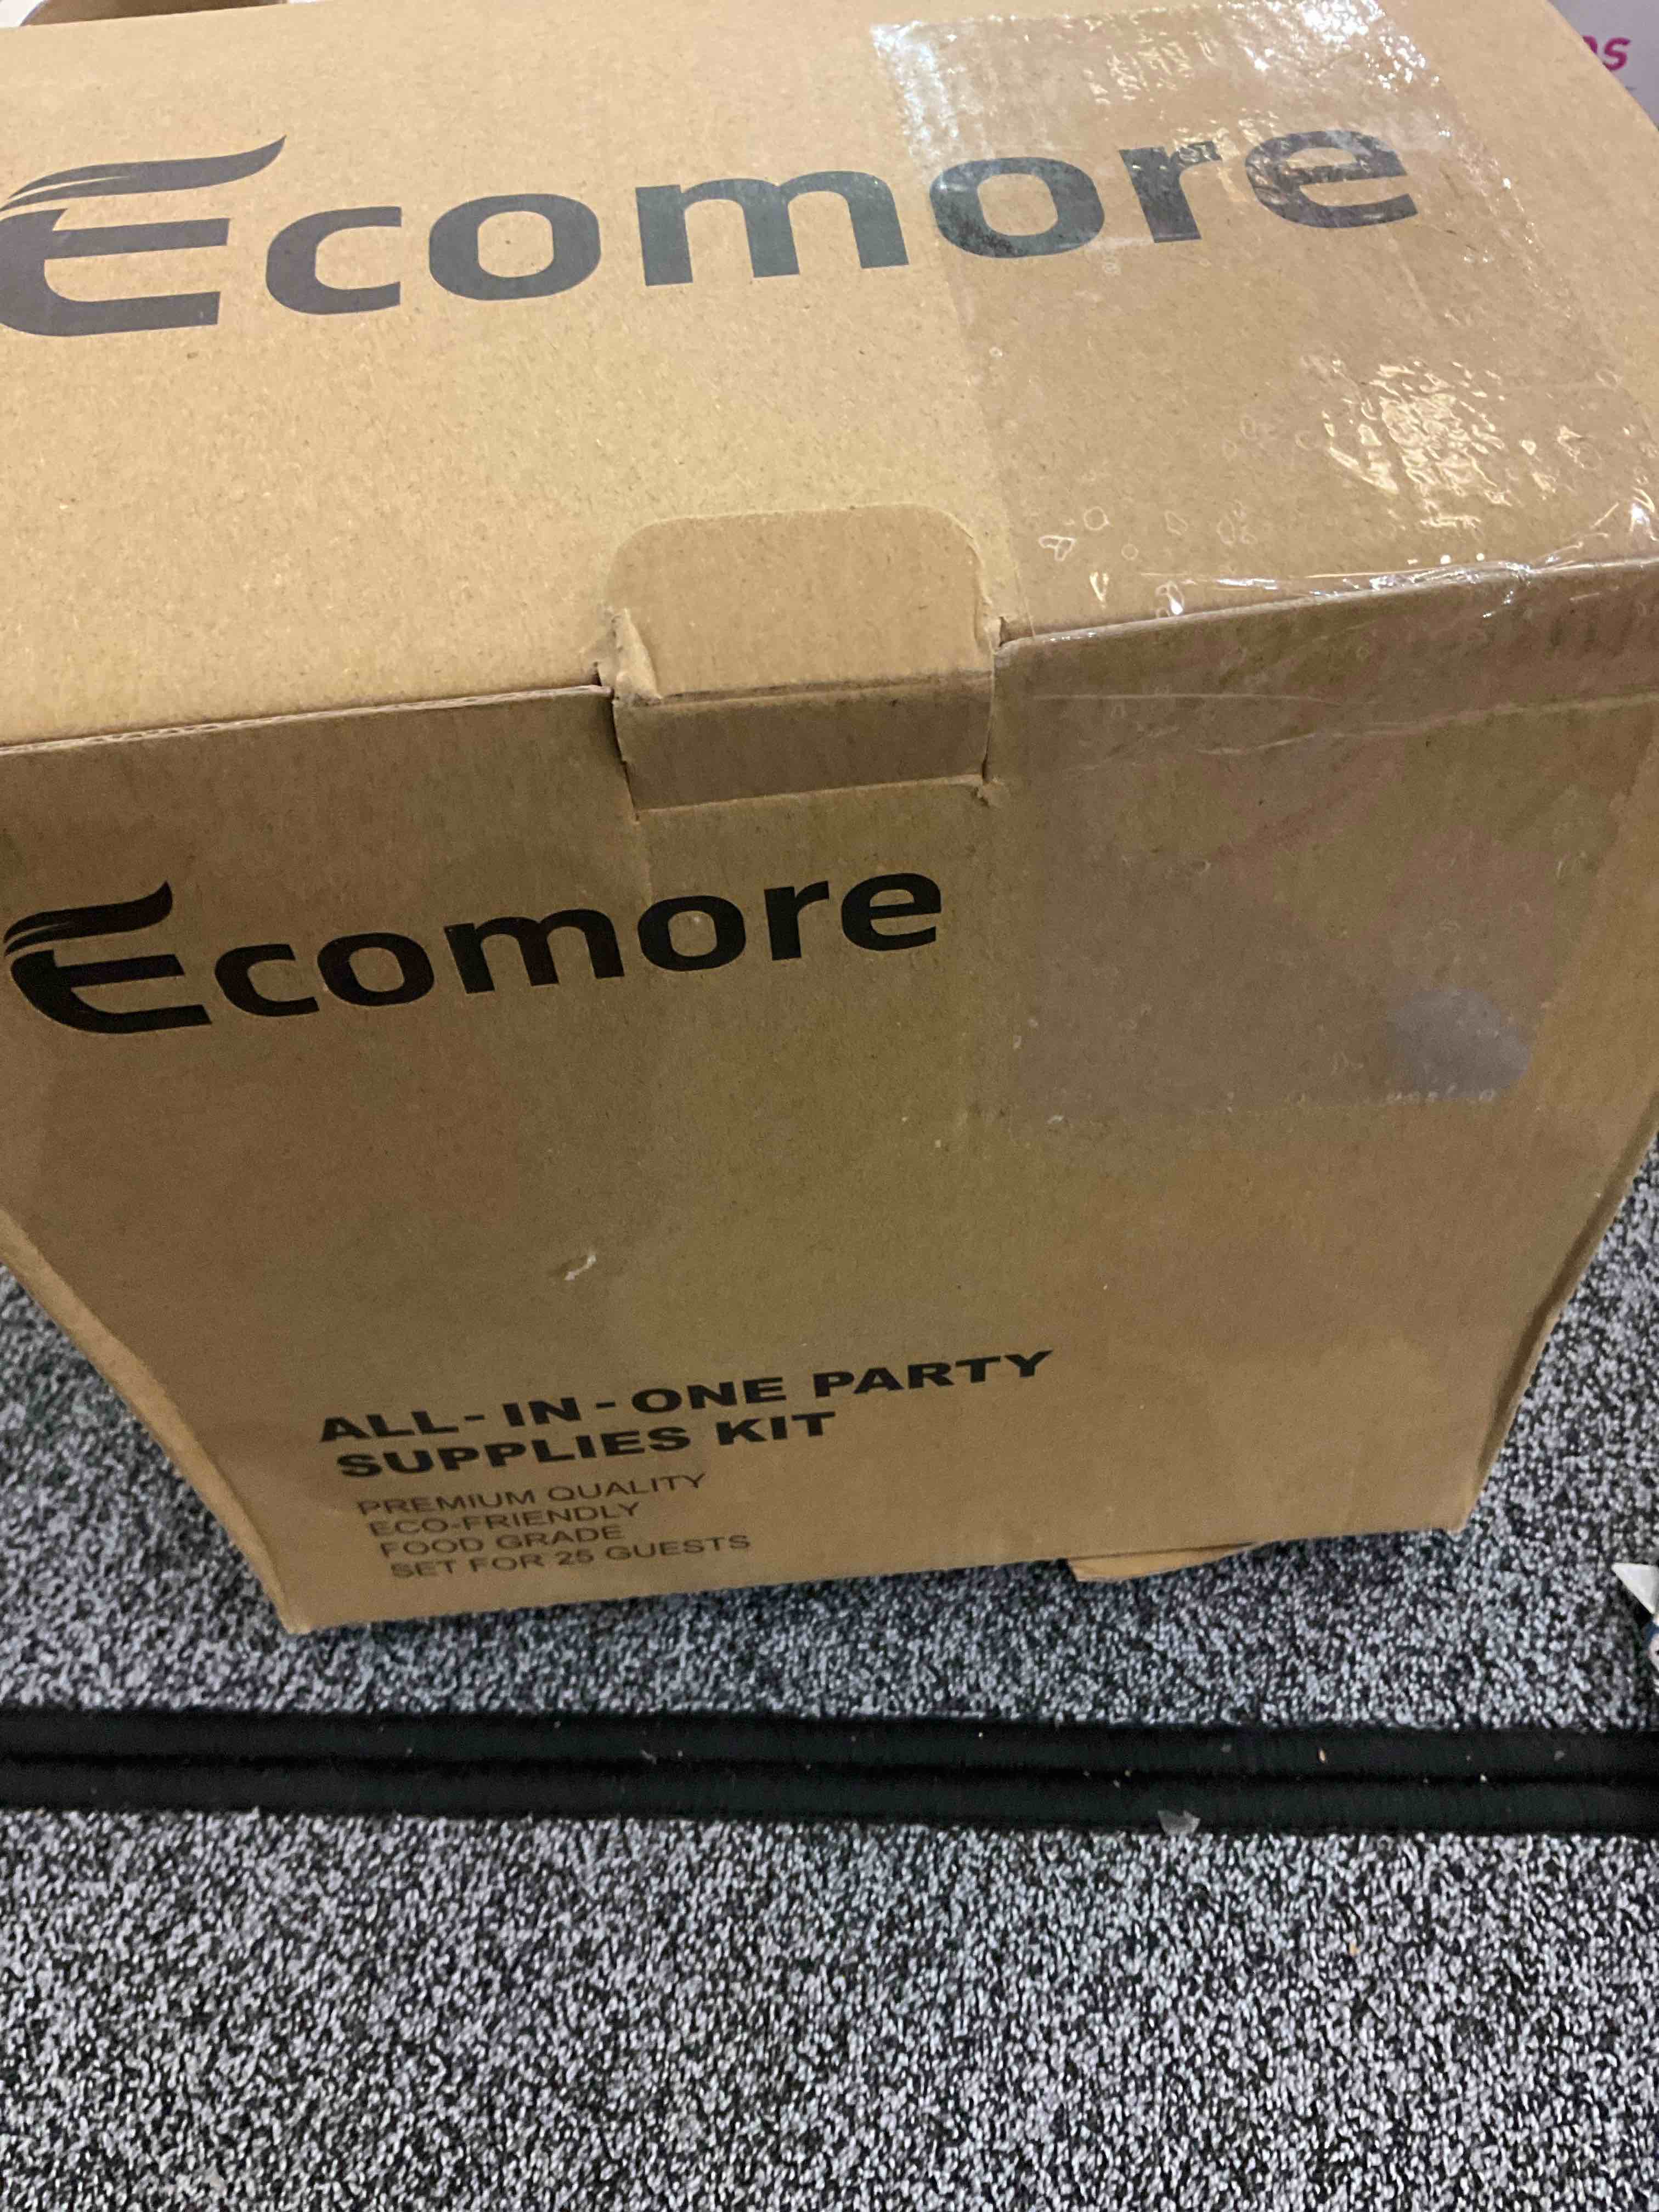 Ecomore
Ecomore
ALL-IN-ONE PARTY
SUPPLIES KIT
PREMIUM QUALITY
ECO-FRIENDLY
FOOD GRADE
SET FOR 25 GUESTS